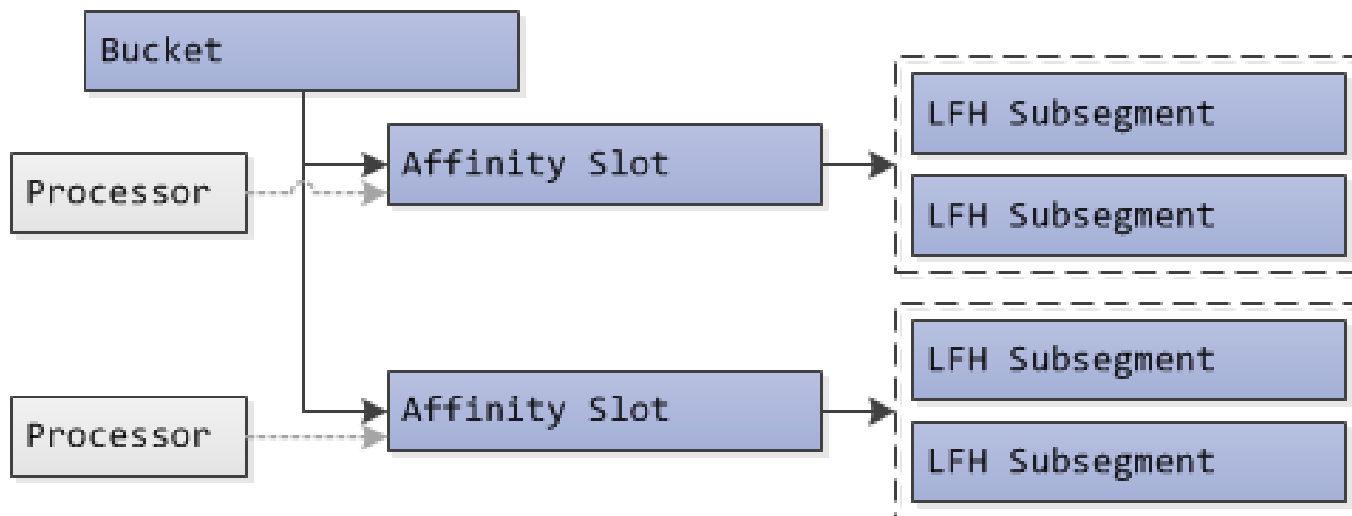 Bucket
LFH Subsegment
Affinity Slot
Processor
LFH Subsegment
LFH Subsegment
Affinity Slot
Processor
LFH Subsegment